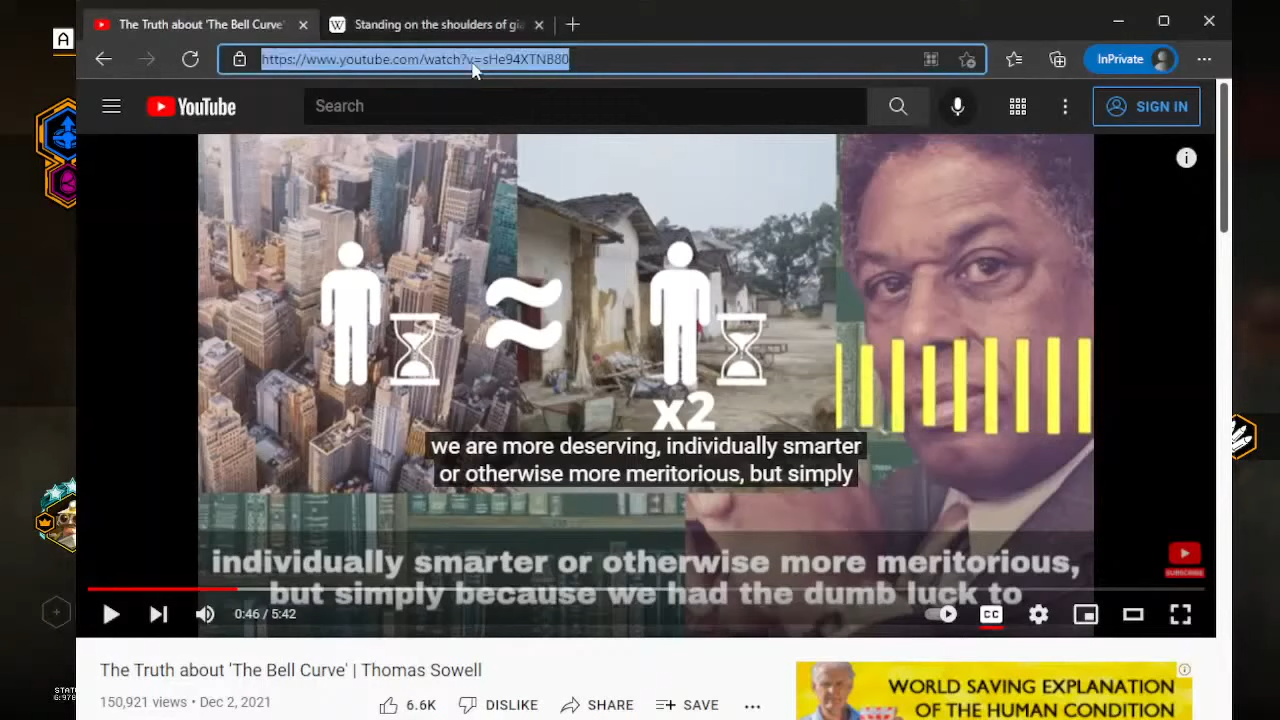 A
The Truth about 'The Bell Curve'
Standing on the shoulders of gia
https://www.youtube.com/watch?v=sHe94XTNB80
InPrivate
YouTube
Search
SIGN IN
x2
we are more deserving, individually smarter
or otherwise more meritorious, but simply
individually smarter or otherwise more meritorious,
but simply because we had the dumb luck to
SUBSCRIBE
0:46 / 5:42
CC
The Truth about 'The Bell Curve' | Thomas Sowell
150,921 views • Dec 2, 2021
6.6K
DISLIKE
SHARE
SAVE
WORLD SAVING EXPLANATION
OF THE HUMAN CONDITION